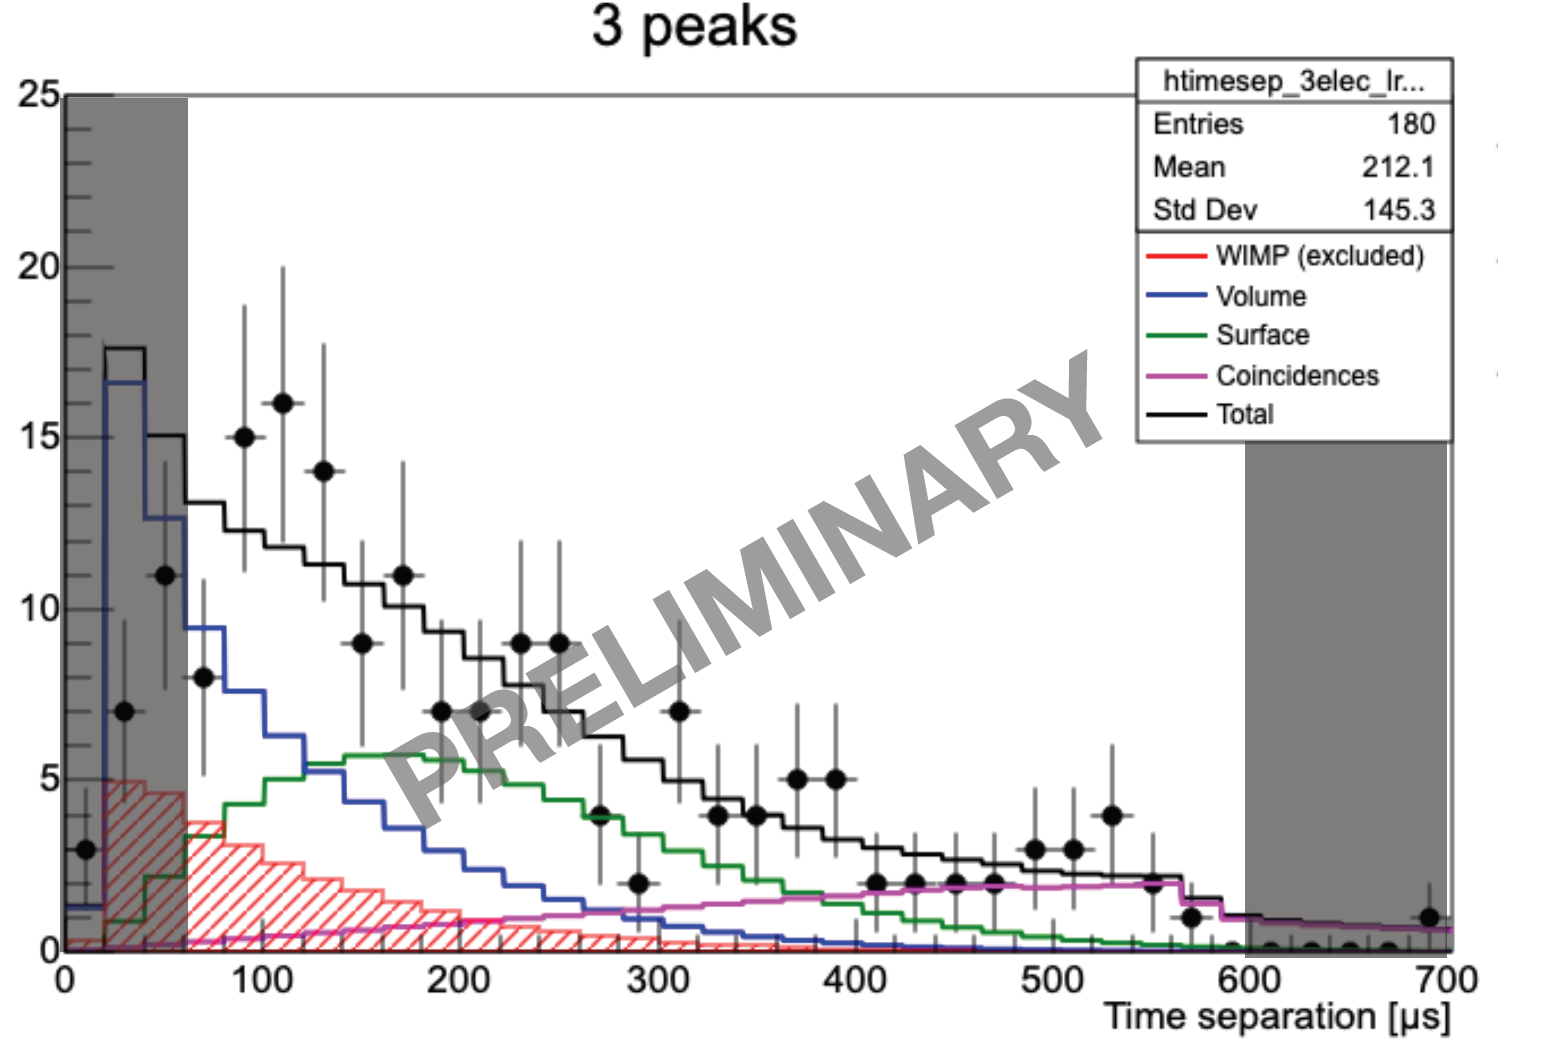 3 peaks
htimesep_3elec_lr...
Entries 180
Mean 212.1
Std Dev 145.3
WIMP (excluded)
Volume
Surface
Coincidences
Total
25
20
15
10
5
0
PRELIMINARY
0 100 200 300 400 500 600 700
Time separation [µs]